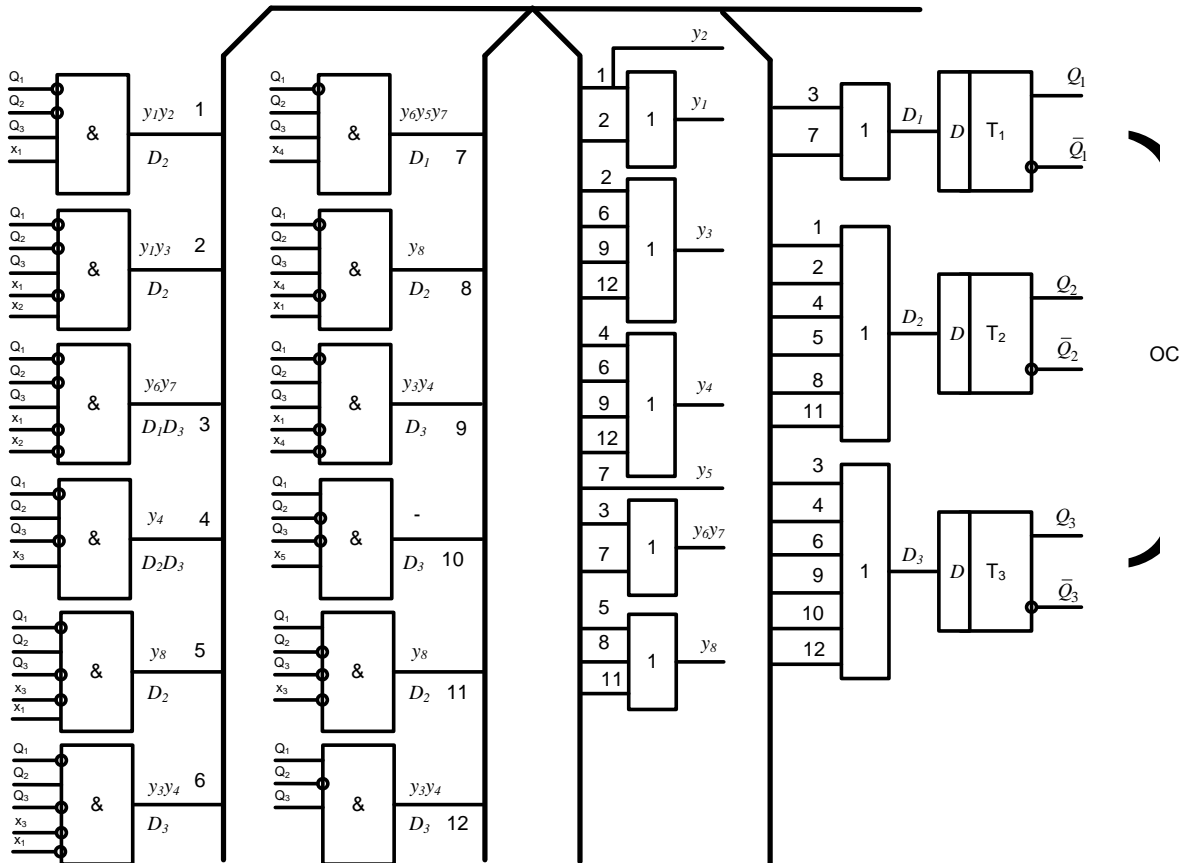 Q₁
Q₂
Q₃
x₁
&
y₁y₂ 1
D₂
Q₁
Q₂
Q₃
x₁
x₂
&
y₁y₃ 2
D₂
Q₁
Q₂
Q₃
x₁
x₂
&
y₆y₇
D₁D₃ 3
Q₁
Q₂
Q₃
x₃
&
y₄ 4
D₂D₃
Q₁
Q₂
Q₃
x₃
x₁
&
y₈ 5
D₂
Q₁
Q₂
Q₃
x₃
x₁
&
y₃y₄ 6
D₃
Q₁
Q₂
Q₃
x₄
&
y₆y₅y₇
D₁ 7
Q₁
Q₂
Q₃
x₄
x₁
&
y₈
D₂ 8
Q₁
Q₂
Q₃
x₁
x₄
&
y₃y₄
D₃ 9
Q₁
Q₂
Q₃
x₅
&
-
D₃ 10
Q₁
Q₂
Q₃
x₃
&
y₈
D₂ 11
Q₁
Q₂
Q₃
&
y₃y₄
D₃ 12
y₂
1
2
1
y₁
2
6
9
12
1
y₃
4
6
9
12
1
y₄
7
y₅
3
7
1
y₆y₇
5
8
11
1
y₈
3
7
1
D₁
D
T₁
Q₁
Q̄₁
1
2
4
5
8
11
1
D₂
D
T₂
Q₂
Q̄₂
3
4
6
9
10
12
1
D₃
D
T₃
Q₃
Q̄₃
ОС